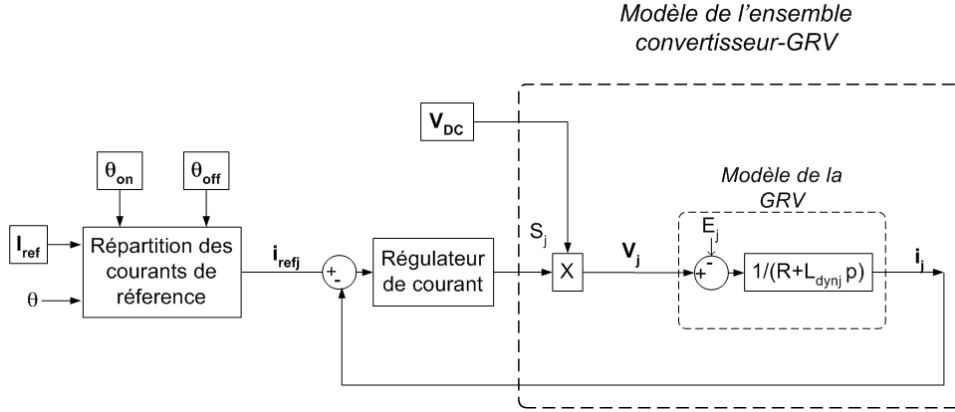 Modèle de l'ensemble
convertisseur-GRV
V_DC
θ_on
θ_off
Modèle de la
GRV
I_ref
Répartition des
courants de
réference
θ
i_refj
+
-
Régulateur
de courant
S_j
X
V_j
E_j
+
-
1/(R+L_dynj p)
i_j